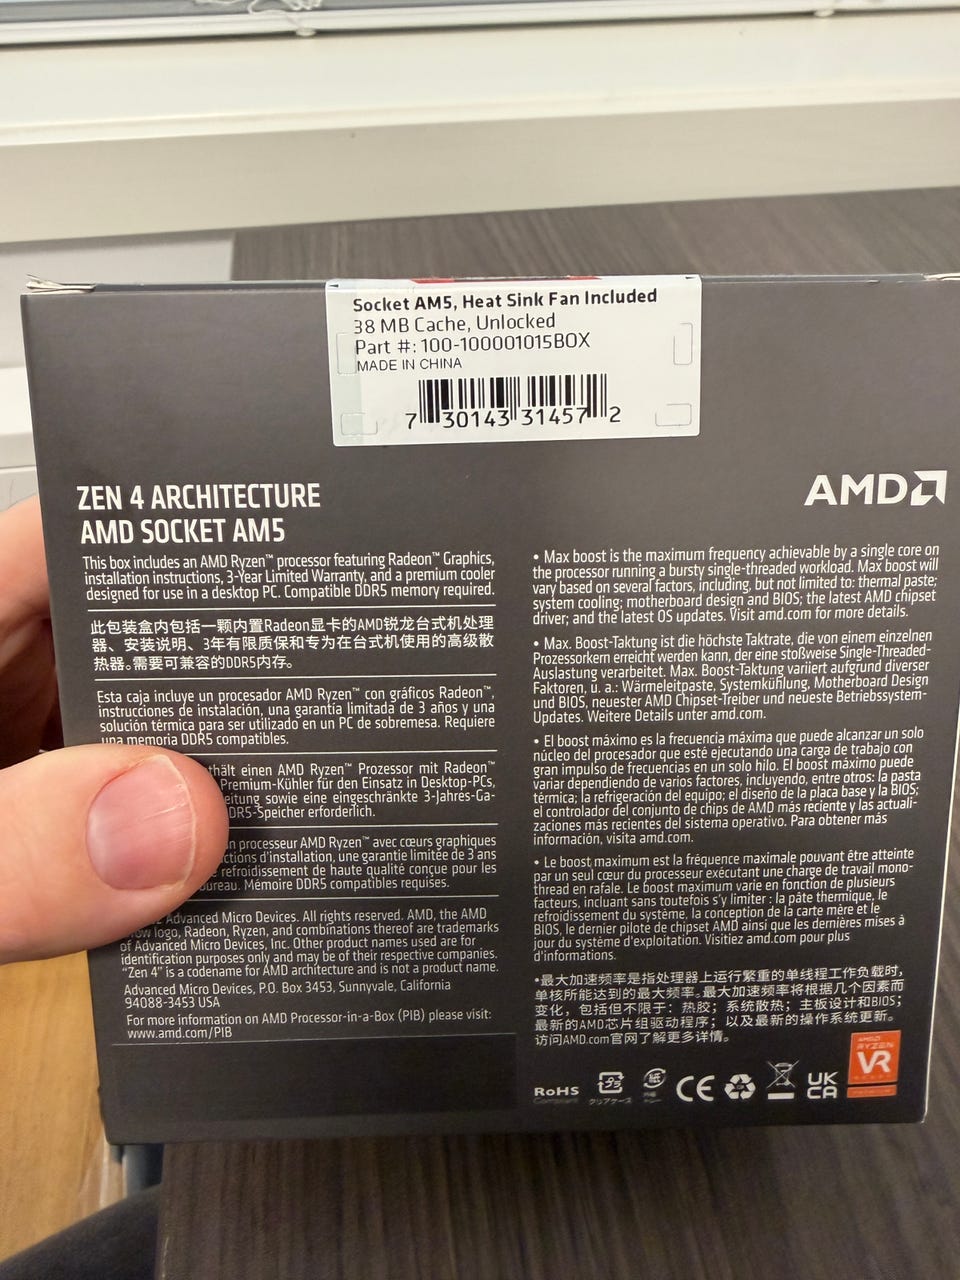 Socket AM5, Heat Sink Fan Included
38 MB Cache, Unlocked
Part #: 100-100001015BOX
MADE IN CHINA
7 30143 31457 2
ZEN 4 ARCHITECTURE
AMD SOCKET AM5
This box includes an AMD Ryzen™ processor featuring Radeon™ Graphics,
installation instructions, 3-Year Limited Warranty, and a premium cooler
designed for use in a desktop PC. Compatible DDR5 memory required.
此包装盒内包括一颗内置Radeon显卡的AMD锐龙台式机处理
器、安装说明、3年有限质保和专为在台式机使用的高级散
热器。需要可兼容的DDR5内存。
Esta caja incluye un procesador AMD Ryzen™ con gráficos Radeon™,
instrucciones de instalación, una garantía limitada de 3 años y una
solución térmica para ser utilizado en un PC de sobremesa. Requiere
una memoria DDR5 compatibles.
einen AMD Ryzen™ Prozessor mit Radeon™
Premium-Kühler für den Einsatz in Desktop-PCs,
sowie eine eingeschränkte 3-Jahres-Ga-
DDR5-Speicher erforderlich.
processeur AMD Ryzen™ avec cœurs graphiques
d'installation, une garantie limitée de 3 ans
refroidissement de haute qualité conçue pour les
bureau. Mémoire DDR5 compatibles requises.
Advanced Micro Devices. All rights reserved. AMD, the AMD
logo, Radeon, Ryzen, and combinations thereof are trademarks
of Advanced Micro Devices, Inc. Other product names used are for
identification purposes only and may be of their respective companies.
"Zen 4" is a codename for AMD architecture and is not a product name.
Advanced Micro Devices, P.O. Box 3453, Sunnyvale, California
94088-3453 USA
For more information on AMD Processor-in-a-Box (PIB) please visit:
www.amd.com/PIB
AMD
• Max boost is the maximum frequency achievable by a single core on
the processor running a bursty single-threaded workload. Max boost will
vary based on several factors, including, but not limited to: thermal paste;
system cooling; motherboard design and BIOS; the latest AMD chipset
driver; and the latest OS updates. Visit amd.com for more details.
• Max. Boost-Taktung ist die höchste Taktrate, die von einem einzelnen
Prozessorkern erreicht werden kann, der eine stoßweise Single-Threaded-
Auslastung verarbeitet. Max. Boost-Taktung variiert aufgrund diverser
Faktoren, u. a.: Wärmeleitpaste, Systemkühlung, Motherboard Design
und BIOS, neuester AMD Chipset-Treiber und neueste Betriebssystem-
Updates. Weitere Details unter amd.com.
• El boost máximo es la frecuencia máxima que puede alcanzar un solo
núcleo del procesador que esté ejecutando una carga de trabajo con
gran impulso de frecuencias en un solo hilo. El boost máximo puede
variar dependiendo de varios factores, incluyendo, entre otros: la pasta
térmica; la refrigeración del equipo; el diseño de la placa base y la BIOS;
el controlador del conjunto de chips de AMD más reciente y las actuali-
zaciones más recientes del sistema operativo. Para obtener más
información, visita amd.com.
• Le boost maximum est la fréquence maximale pouvant être atteinte
par un seul cœur du processeur exécutant une charge de travail mono-
thread en rafale. Le boost maximum varie en fonction de plusieurs
facteurs, incluant sans toutefois s'y limiter : la pâte thermique, le
refroidissement du système, la conception de la carte mère et le
BIOS, le dernier pilote de chipset AMD ainsi que les dernières mises à
jour du système d'exploitation. Visitiez amd.com pour plus
d'informations.
•最大加速频率是指处理器上运行繁重的单线程工作负载时，
单核所能达到的最大频率。最大加速频率将根据几个因素而
变化，包括但不限于：热胶；系统散热；主板设计和BIOS；
最新的AMD芯片组驱动程序；以及最新的操作系统更新。
访问AMD.com官网了解更多详情。
RoHS
Compliant
クリアケース
CE
UK
CA
AMD
RYZEN
VR